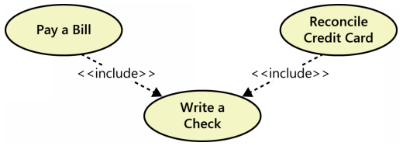 Pay a Bill
Reconcile
Credit Card
<<include>>
<<include>>
Write a
Check